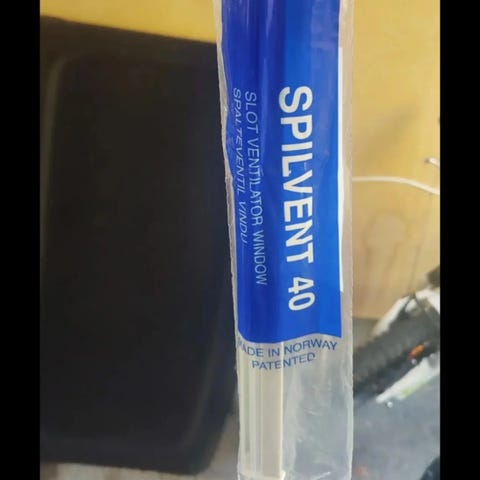 SPILVENT 40
SLOT VENTILATOR WINDOW
SPALTEVENTIL VINDU
MADE IN NORWAY
PATENTED